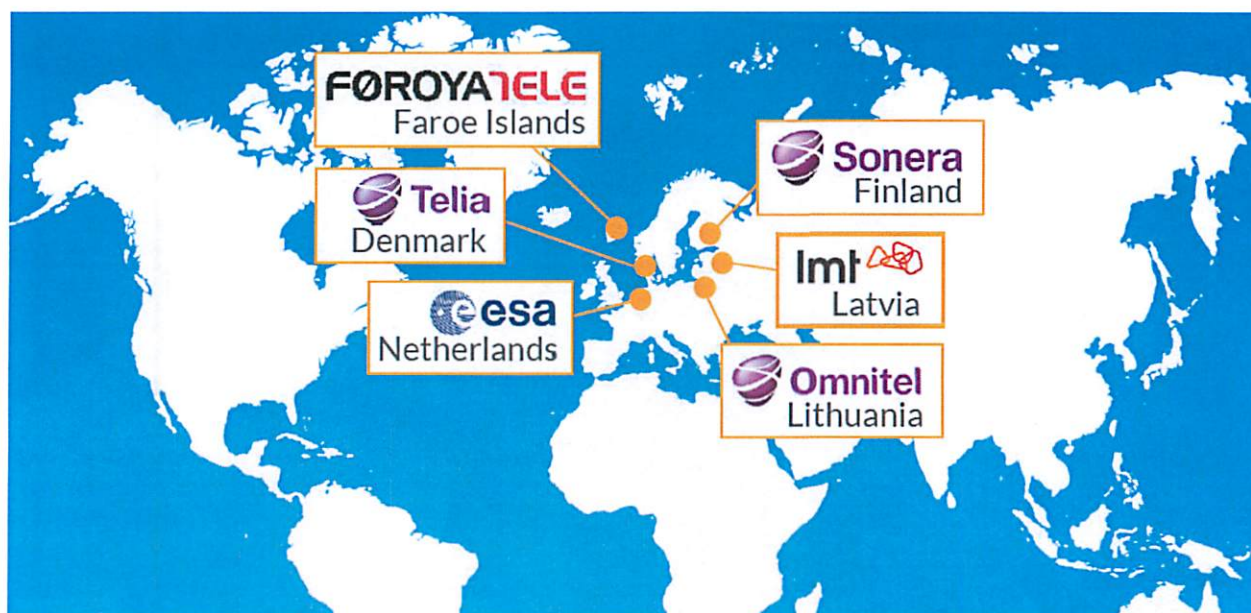 FØROYATELE
Faroe Islands
Telia
Denmark
esa
Netherlands
Sonera
Finland
lmt
Latvia
Omnitel
Lithuania